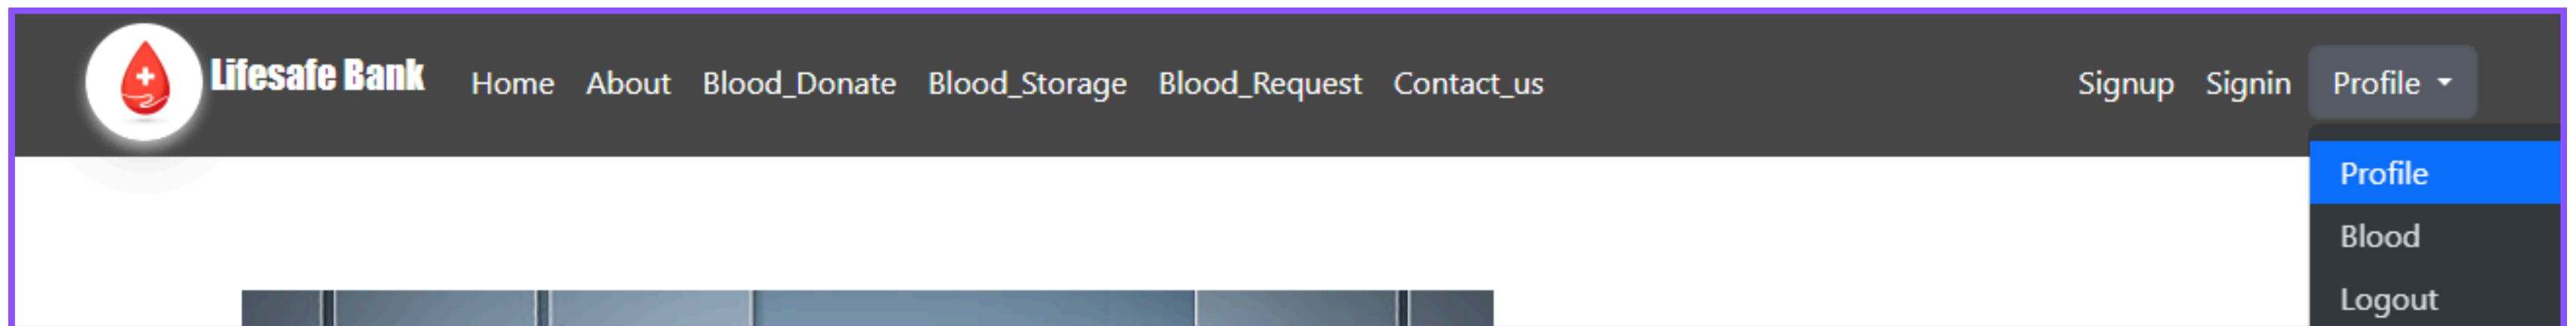 Lifesafe Bank Home About Blood_Donate Blood_Storage Blood_Request Contact_us Signup Signin Profile
Profile
Blood
Logout